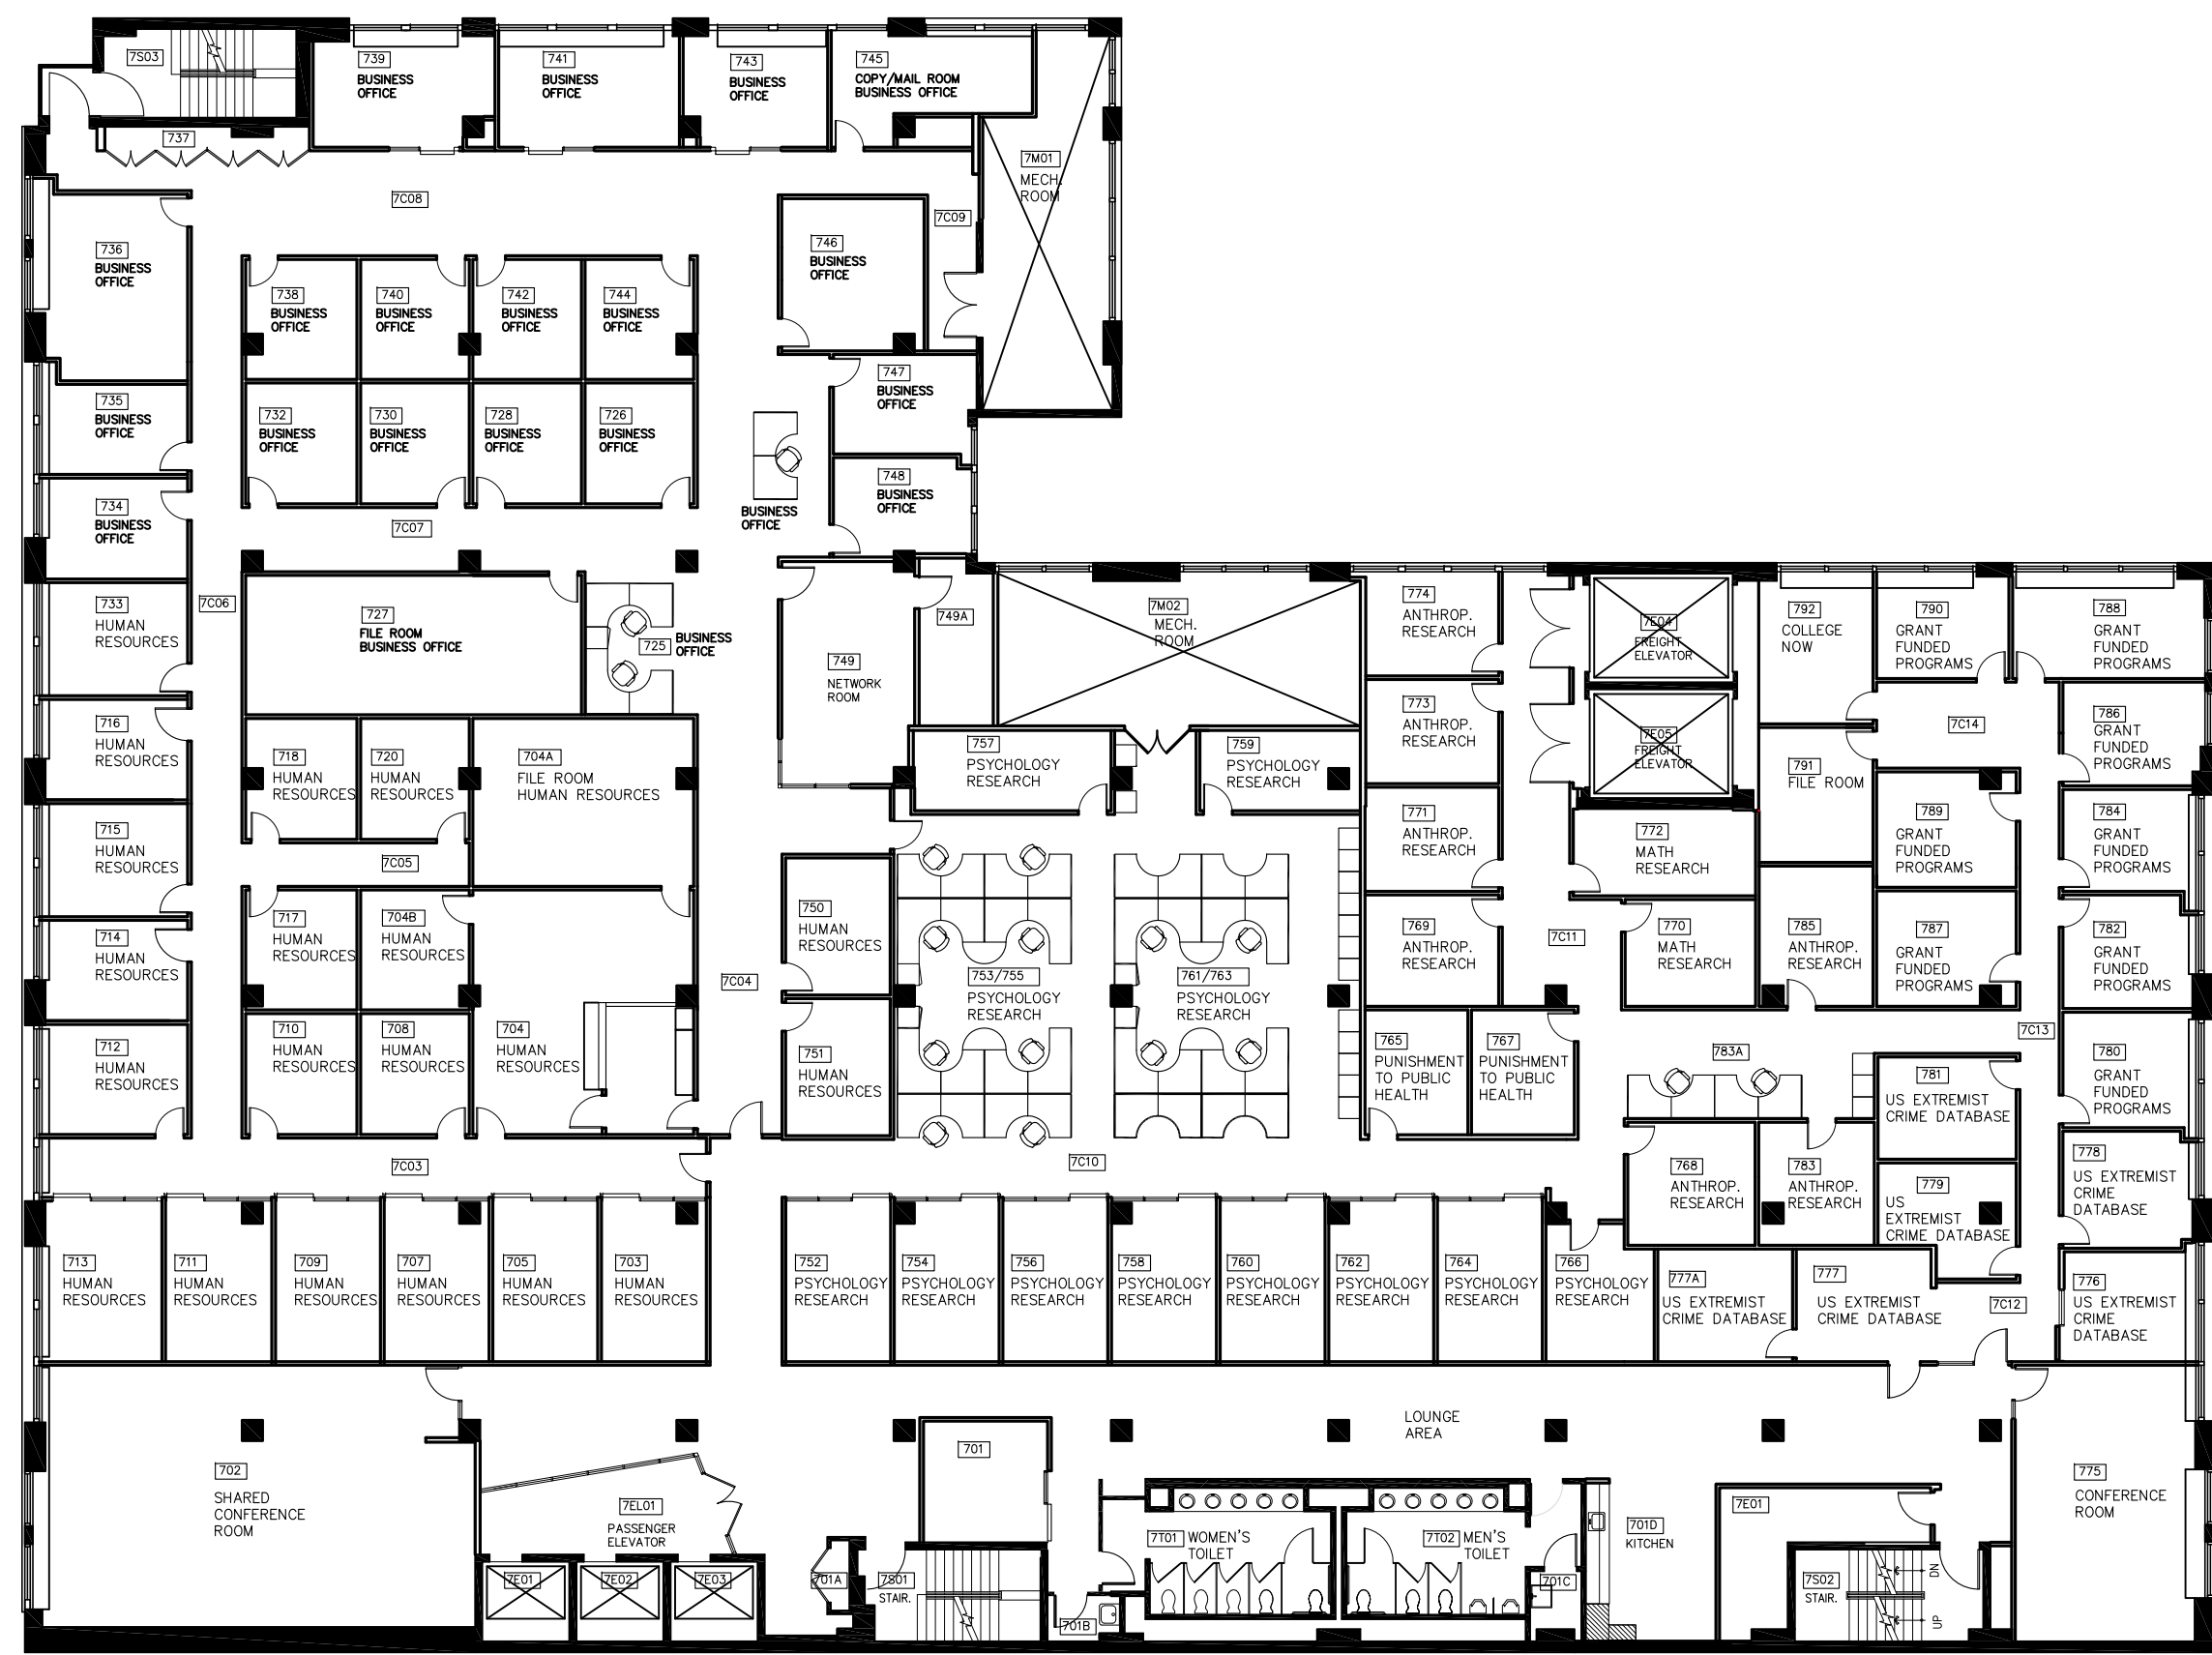 7S03
739
BUSINESS
OFFICE
741
BUSINESS
OFFICE
743
BUSINESS
OFFICE
745
COPY/MAIL ROOM
BUSINESS OFFICE
737
7M01
MECH.
ROOM
7C08
7C09
736
BUSINESS
OFFICE
746
BUSINESS
OFFICE
738
BUSINESS
OFFICE
740
BUSINESS
OFFICE
742
BUSINESS
OFFICE
744
BUSINESS
OFFICE
747
BUSINESS
OFFICE
735
BUSINESS
OFFICE
732
BUSINESS
OFFICE
730
BUSINESS
OFFICE
728
BUSINESS
OFFICE
726
BUSINESS
OFFICE
748
BUSINESS
OFFICE
734
BUSINESS
OFFICE
BUSINESS
OFFICE
7C07
733
HUMAN
RESOURCES
7C06
727
FILE ROOM
BUSINESS OFFICE
725
BUSINESS
OFFICE
749
NETWORK
ROOM
749A
7M02
MECH.
ROOM
774
ANTHROP.
RESEARCH
7E04
FREIGHT
ELEVATOR
792
COLLEGE
NOW
790
GRANT
FUNDED
PROGRAMS
788
GRANT
FUNDED
PROGRAMS
716
HUMAN
RESOURCES
718
HUMAN
RESOURCES
720
HUMAN
RESOURCES
704A
FILE ROOM
HUMAN RESOURCES
757
PSYCHOLOGY
RESEARCH
759
PSYCHOLOGY
RESEARCH
773
ANTHROP.
RESEARCH
7E05
FREIGHT
ELEVATOR
791
FILE ROOM
7C14
786
GRANT
FUNDED
PROGRAMS
715
HUMAN
RESOURCES
7C05
771
ANTHROP.
RESEARCH
772
MATH
RESEARCH
789
GRANT
FUNDED
PROGRAMS
784
GRANT
FUNDED
PROGRAMS
714
HUMAN
RESOURCES
717
HUMAN
RESOURCES
704B
HUMAN
RESOURCES
750
HUMAN
RESOURCES
7C04
753/755
PSYCHOLOGY
RESEARCH
761/763
PSYCHOLOGY
RESEARCH
769
ANTHROP.
RESEARCH
7C11
770
MATH
RESEARCH
785
ANTHROP.
RESEARCH
787
GRANT
FUNDED
PROGRAMS
782
GRANT
FUNDED
PROGRAMS
712
HUMAN
RESOURCES
710
HUMAN
RESOURCES
708
HUMAN
RESOURCES
704
HUMAN
RESOURCES
751
HUMAN
RESOURCES
765
PUNISHMENT
TO PUBLIC
HEALTH
767
PUNISHMENT
TO PUBLIC
HEALTH
783A
7C13
780
GRANT
FUNDED
PROGRAMS
781
US EXTREMIST
CRIME DATABASE
7C03
7C10
768
ANTHROP.
RESEARCH
783
ANTHROP.
RESEARCH
779
US
EXTREMIST
CRIME DATABASE
778
US EXTREMIST
CRIME
DATABASE
713
HUMAN
RESOURCES
711
HUMAN
RESOURCES
709
HUMAN
RESOURCES
707
HUMAN
RESOURCES
705
HUMAN
RESOURCES
703
HUMAN
RESOURCES
752
PSYCHOLOGY
RESEARCH
754
PSYCHOLOGY
RESEARCH
756
PSYCHOLOGY
RESEARCH
758
PSYCHOLOGY
RESEARCH
760
PSYCHOLOGY
RESEARCH
762
PSYCHOLOGY
RESEARCH
764
PSYCHOLOGY
RESEARCH
766
PSYCHOLOGY
RESEARCH
777A
US EXTREMIST
CRIME DATABASE
777
US EXTREMIST
CRIME DATABASE
7C12
776
US EXTREMIST
CRIME
DATABASE
LOUNGE
AREA
702
SHARED
CONFERENCE
ROOM
7EL01
PASSENGER
ELEVATOR
701
7T01
WOMEN'S
TOILET
7T02
MEN'S
TOILET
701D
KITCHEN
7E01
775
CONFERENCE
ROOM
7E01
7E02
7E03
701A
7S01
STAIR.
701B
701C
7S02
STAIR.
DN
UP